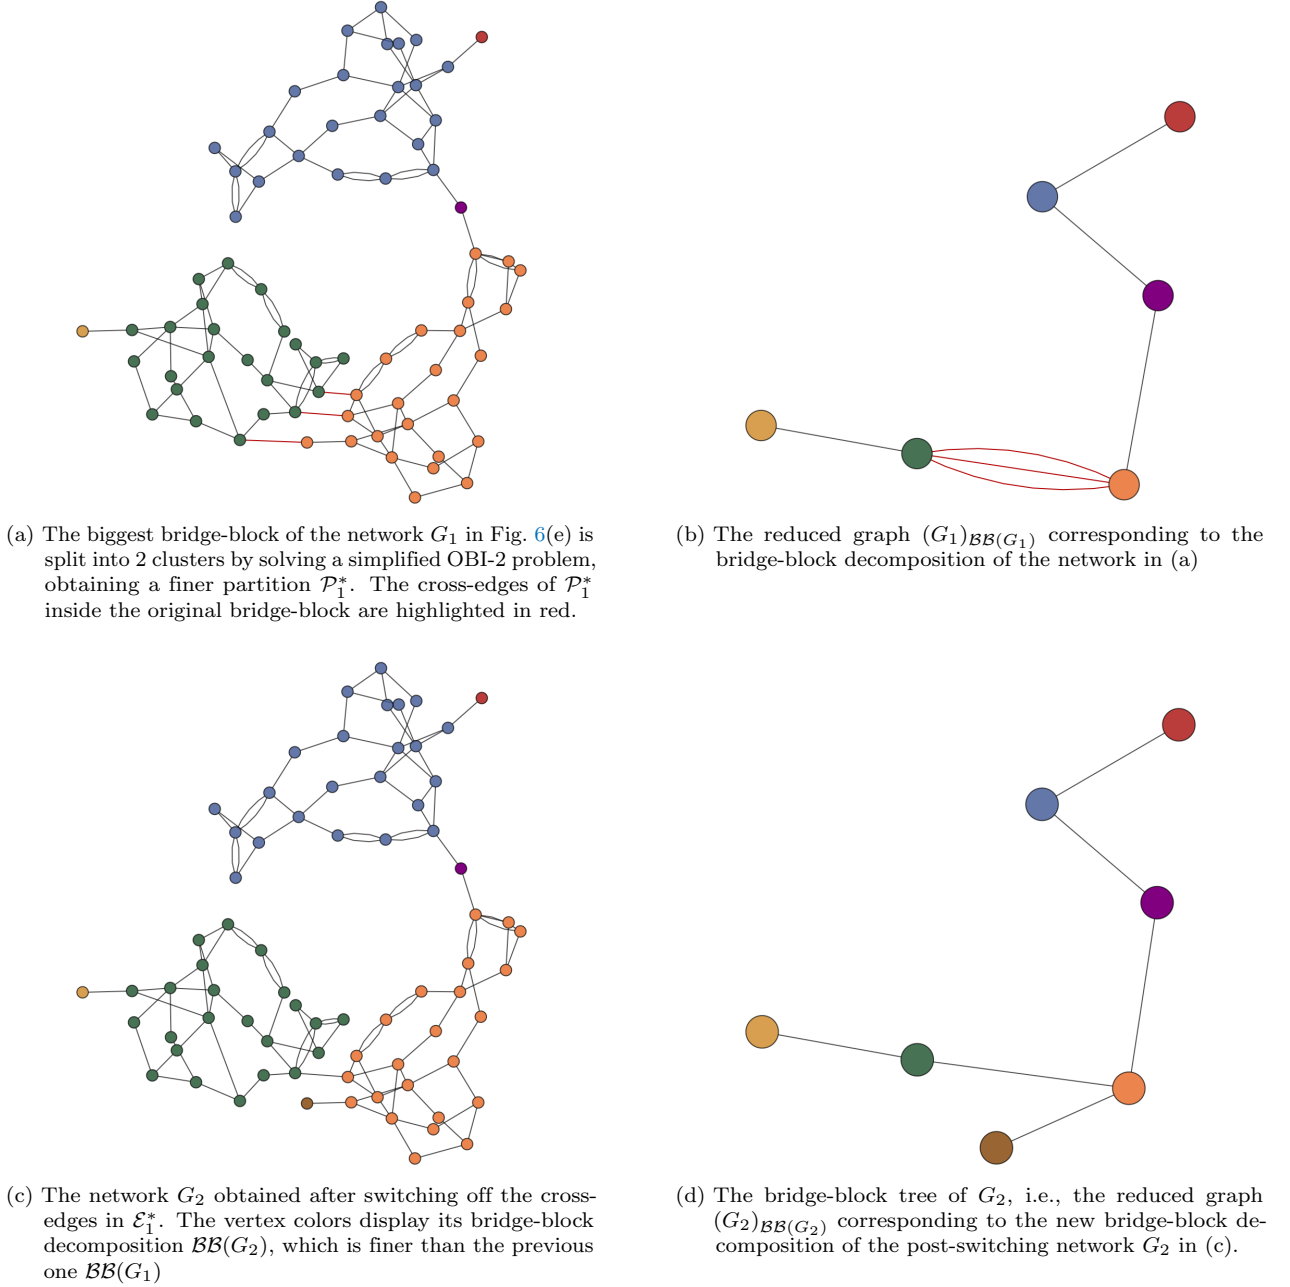 (a) The biggest bridge-block of the network G₁ in Fig. 6(e) is
split into 2 clusters by solving a simplified OBI-2 problem,
obtaining a finer partition 𝒫₁*. The cross-edges of 𝒫₁*
inside the original bridge-block are highlighted in red.
(b) The reduced graph (G₁)_{ℬℬ(G₁)} corresponding to the
bridge-block decomposition of the network in (a)
(c) The network G₂ obtained after switching off the cross-
edges in ℰ₁*. The vertex colors display its bridge-block
decomposition ℬℬ(G₂), which is finer than the previous
one ℬℬ(G₁)
(d) The bridge-block tree of G₂, i.e., the reduced graph
(G₂)_{ℬℬ(G₂)} corresponding to the new bridge-block de-
composition of the post-switching network G₂ in (c).